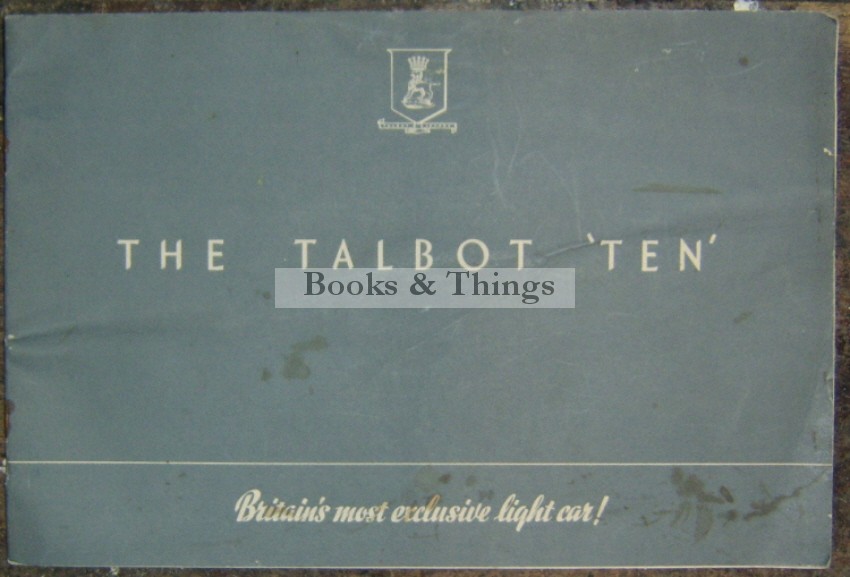 THE TALBOT 'TEN'
Books & Things
Britain's most exclusive light car!